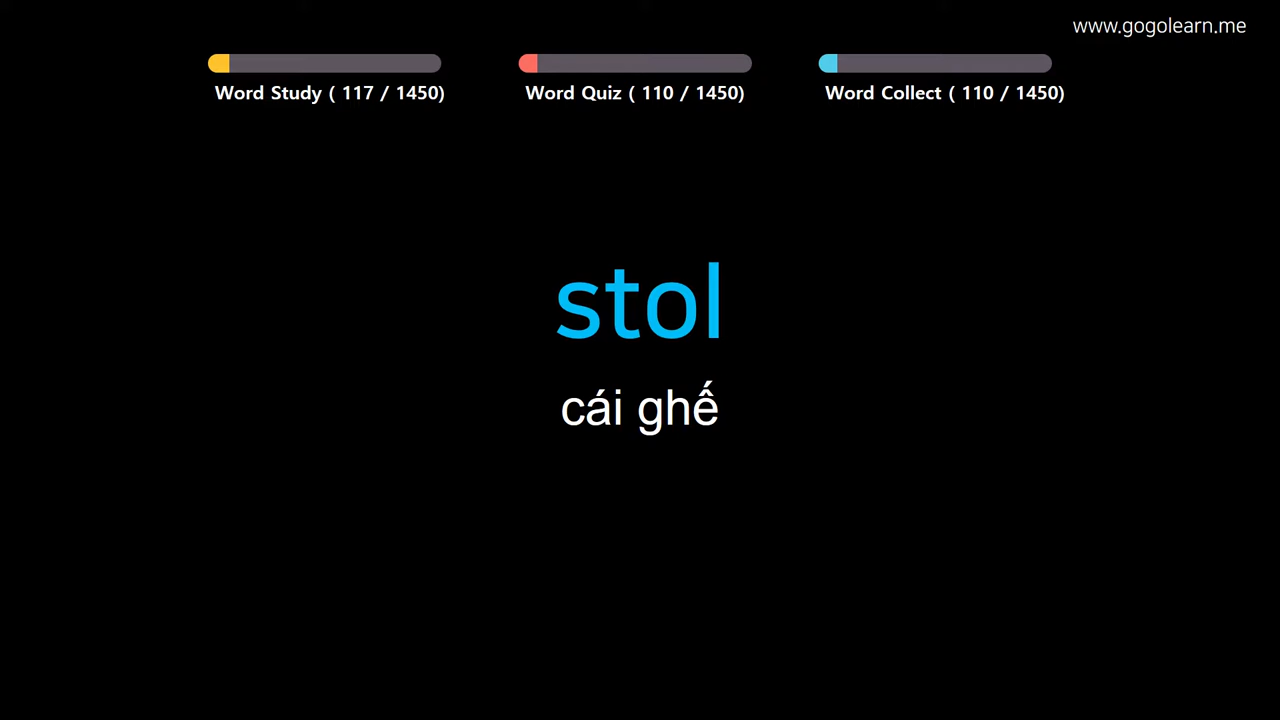 www.gogolearn.me
Word Study ( 117 / 1450)
Word Quiz ( 110 / 1450)
Word Collect ( 110 / 1450)
stol
cái ghế